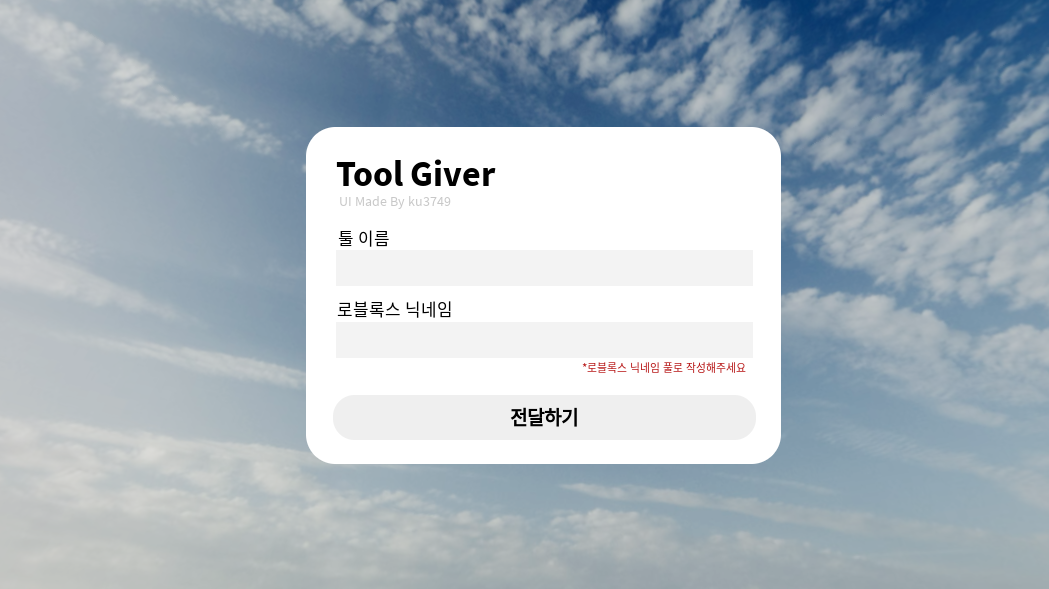 Tool Giver
UI Made By ku3749
툴 이름
로블록스 닉네임
*로블록스 닉네임 풀로 작성해주세요
전달하기